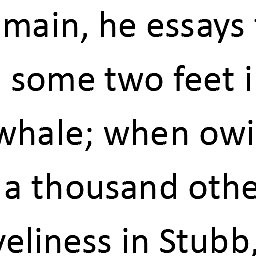 main, he essays
some two feet i
whale; when owi
a thousand othe
veliness in Stubb,